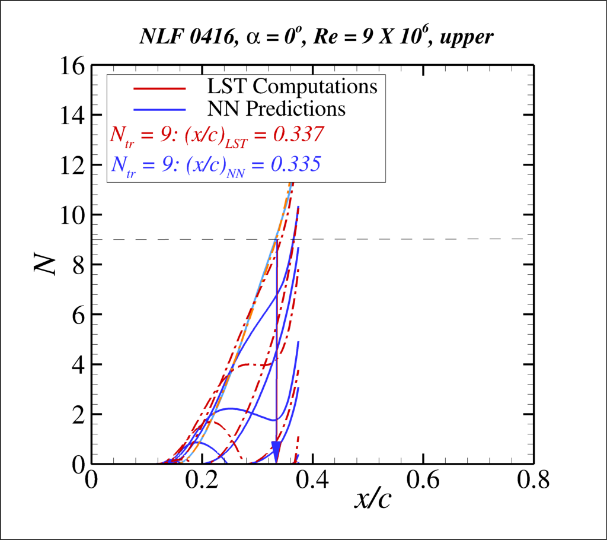 NLF 0416, α = 0°, Re = 9 X 10⁶, upper
16
14
12
10
8
6
4
2
0
N
LST Computations
NN Predictions
N_tr = 9: (x/c)_LST = 0.337
N_tr = 9: (x/c)_NN = 0.335
0 0.2 0.4 0.6 0.8
x/c